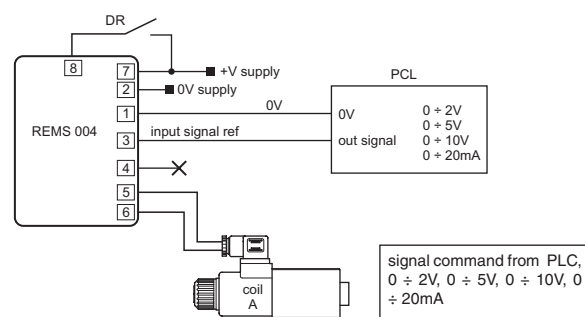 DR
8
REMS 004
7
+V supply
2
0V supply
1
0V
3
input signal ref
4
5
6
PCL
0V
out signal
0 ÷ 2V
0 ÷ 5V
0 ÷ 10V
0 ÷ 20mA
coil
A
signal command from PLC,
0 ÷ 2V, 0 ÷ 5V, 0 ÷ 10V, 0
÷ 20mA